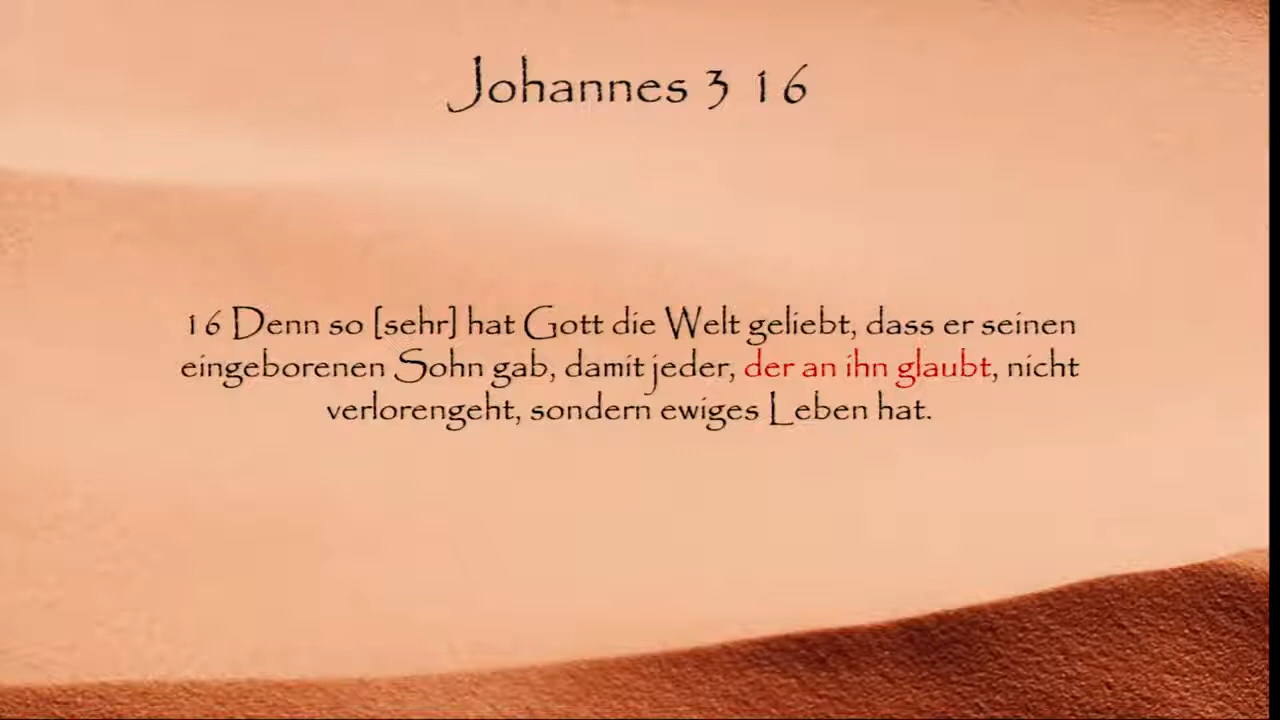 Johannes 3 16
16 Denn so [sehr] hat Gott die Welt geliebt, dass er seinen
eingeborenen Sohn gab, damit jeder, der an ihn glaubt, nicht
verlorengeht, sondern ewiges Leben hat.